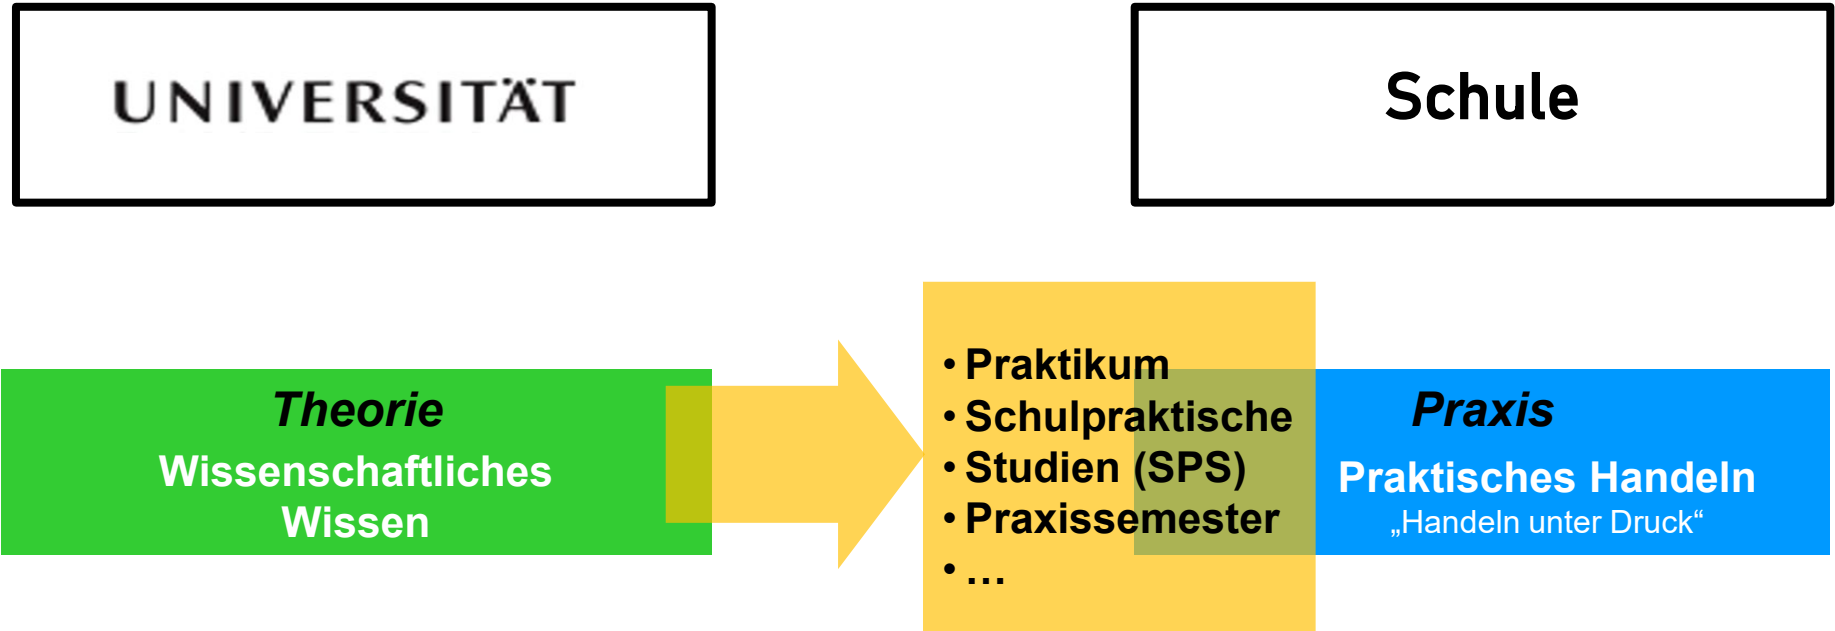 UNIVERSITÄT
Schule
Theorie
Wissenschaftliches
Wissen
• Praktikum
• Schulpraktische
• Studien (SPS)
• Praxissemester
• …
Praxis
Praktisches Handeln
„Handeln unter Druck“